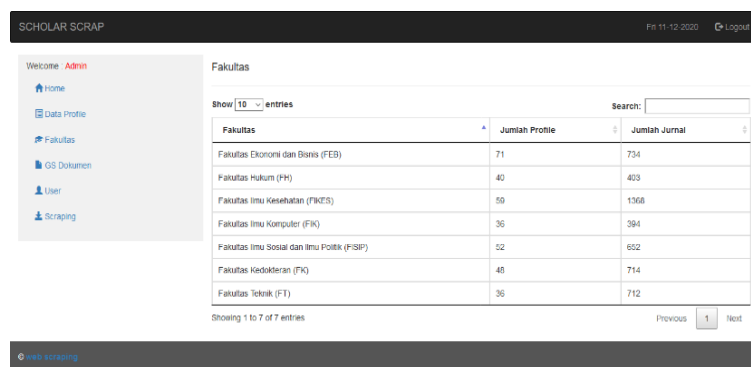 SCHOLAR SCRAP
Fri 11-12-2020 Logout
Welcome Admin
Home
Data Profile
Fakultas
GS Dokumen
User
Scraping
Fakultas
Show 10 entries
Search:
Fakultas Jumlah Profile Jumlah Jurnal
Fakultas Ekonomi dan Bisnis (FEB) 71 734
Fakultas Hukum (FH) 40 403
Fakultas Ilmu Kesehatan (FIKES) 59 1368
Fakultas Ilmu Komputer (FIK) 36 394
Fakultas Ilmu Sosial dan Ilmu Politik (FISIP) 52 652
Fakultas Kedokteran (FK) 48 714
Fakultas Teknik (FT) 36 712
Showing 1 to 7 of 7 entries
Previous 1 Next
© web scraping